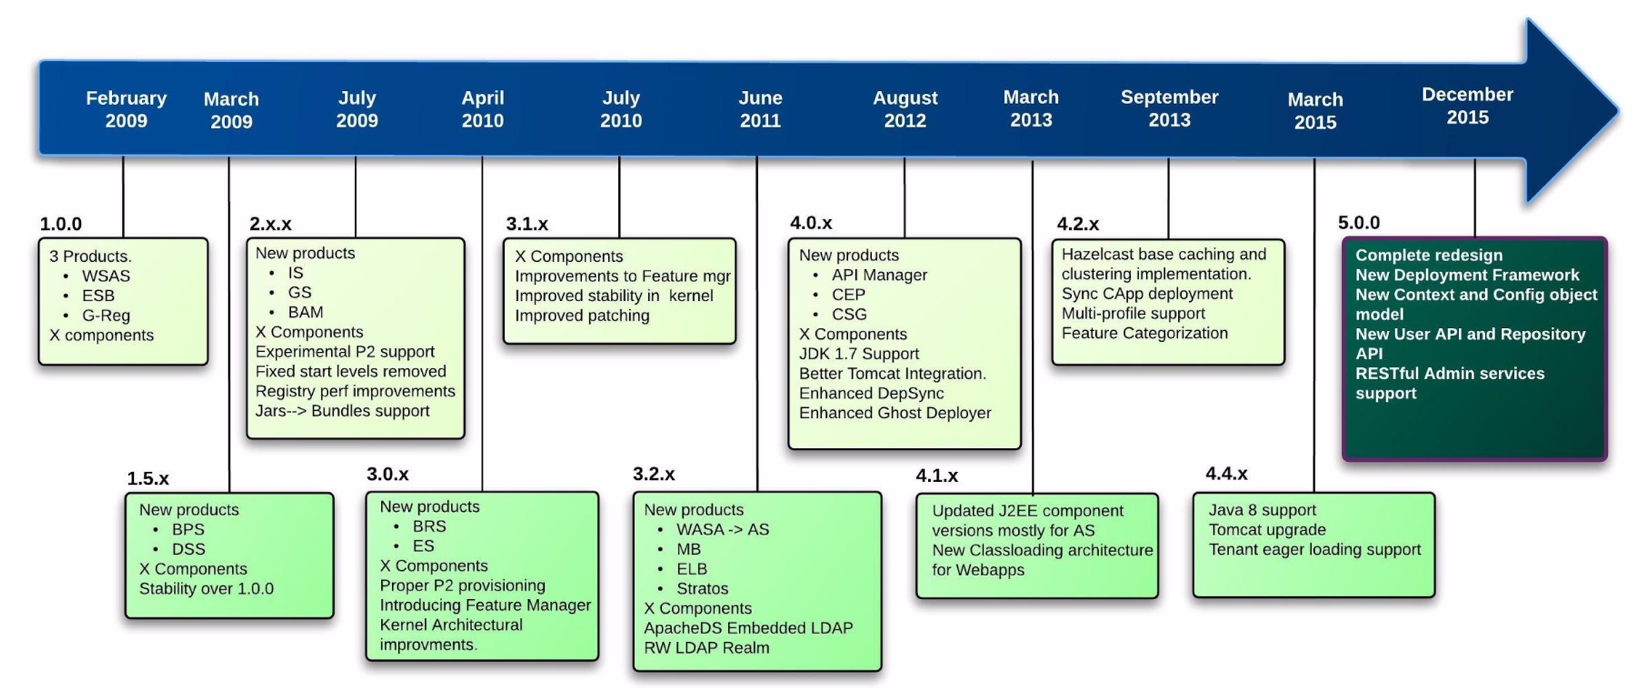 February
2009
March
2009
July
2009
April
2010
July
2010
June
2011
August
2012
March
2013
September
2013
March
2015
December
2015
1.0.0
3 Products.
• WSAS
• ESB
• G-Reg
X components
2.x.x
New products
• IS
• GS
• BAM
X Components
Experimental P2 support
Fixed start levels removed
Registry perf improvements
Jars--> Bundles support
3.1.x
X Components
Improvements to Feature mgr
Improved stability in kernel
Improved patching
4.0.x
New products
• API Manager
• CEP
• CSG
X Components
JDK 1.7 Support
Better Tomcat Integration.
Enhanced DepSync
Enhanced Ghost Deployer
4.2.x
Hazelcast base caching and
clustering implementation.
Sync CApp deployment
Multi-profile support
Feature Categorization
5.0.0
Complete redesign
New Deployment Framework
New Context and Config object
model
New User API and Repository
API
RESTful Admin services
support
1.5.x
New products
• BPS
• DSS
X Components
Stability over 1.0.0
3.0.x
New products
• BRS
• ES
X Components
Proper P2 provisioning
Introducing Feature Manager
Kernel Architectural
improvments.
3.2.x
New products
• WASA -> AS
• MB
• ELB
• Stratos
X Components
ApacheDS Embedded LDAP
RW LDAP Realm
4.1.x
Updated J2EE component
versions mostly for AS
New Classloading architecture
for Webapps
4.4.x
Java 8 support
Tomcat upgrade
Tenant eager loading support